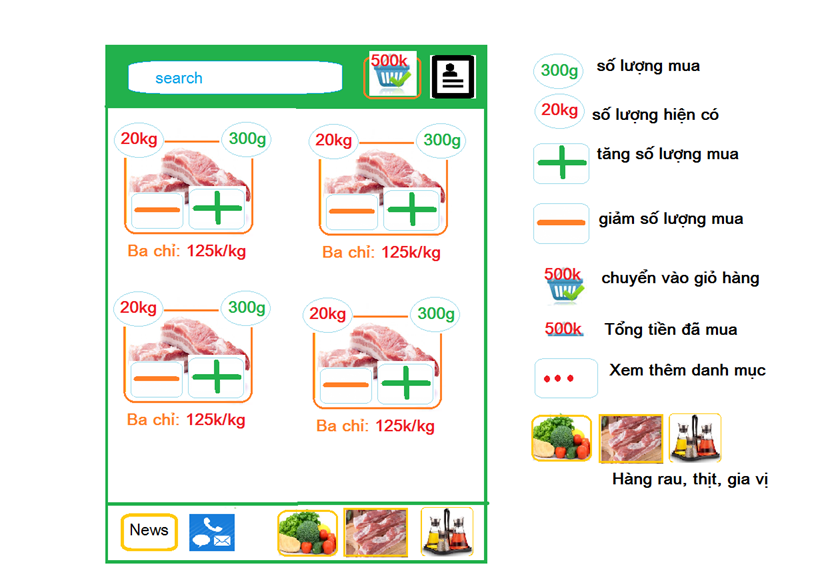 search
500k
20kg 300g
20kg 300g
Ba chỉ: 125k/kg
Ba chỉ: 125k/kg
20kg 300g
20kg 300g
Ba chỉ: 125k/kg
Ba chỉ: 125k/kg
News
300g số lượng mua
20kg số lượng hiện có
tăng số lượng mua
giảm số lượng mua
500k chuyển vào giỏ hàng
500k Tổng tiền đã mua
Xem thêm danh mục
Hàng rau, thịt, gia vị